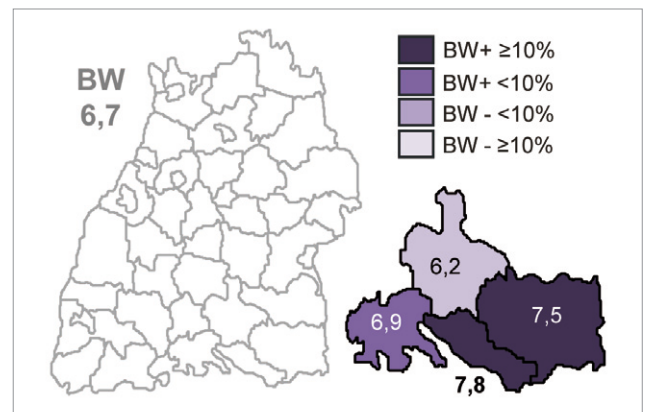 BW
6,7
BW+ ≥10%
BW+ <10%
BW - <10%
BW - ≥10%
6,2
6,9
7,5
7,8